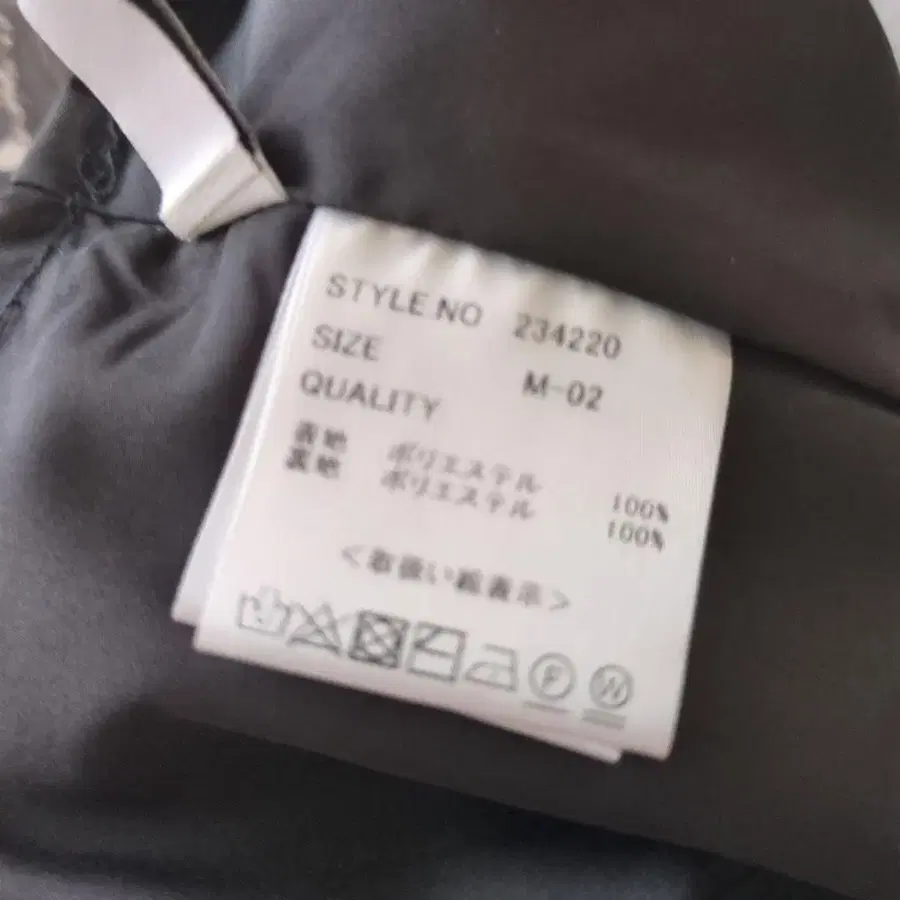 STYLE.NO 234220
SIZE M-02
QUALITY
表地 ポリエステル 100%
裏地 ポリエステル 100%
<取扱い絵表示>
F W